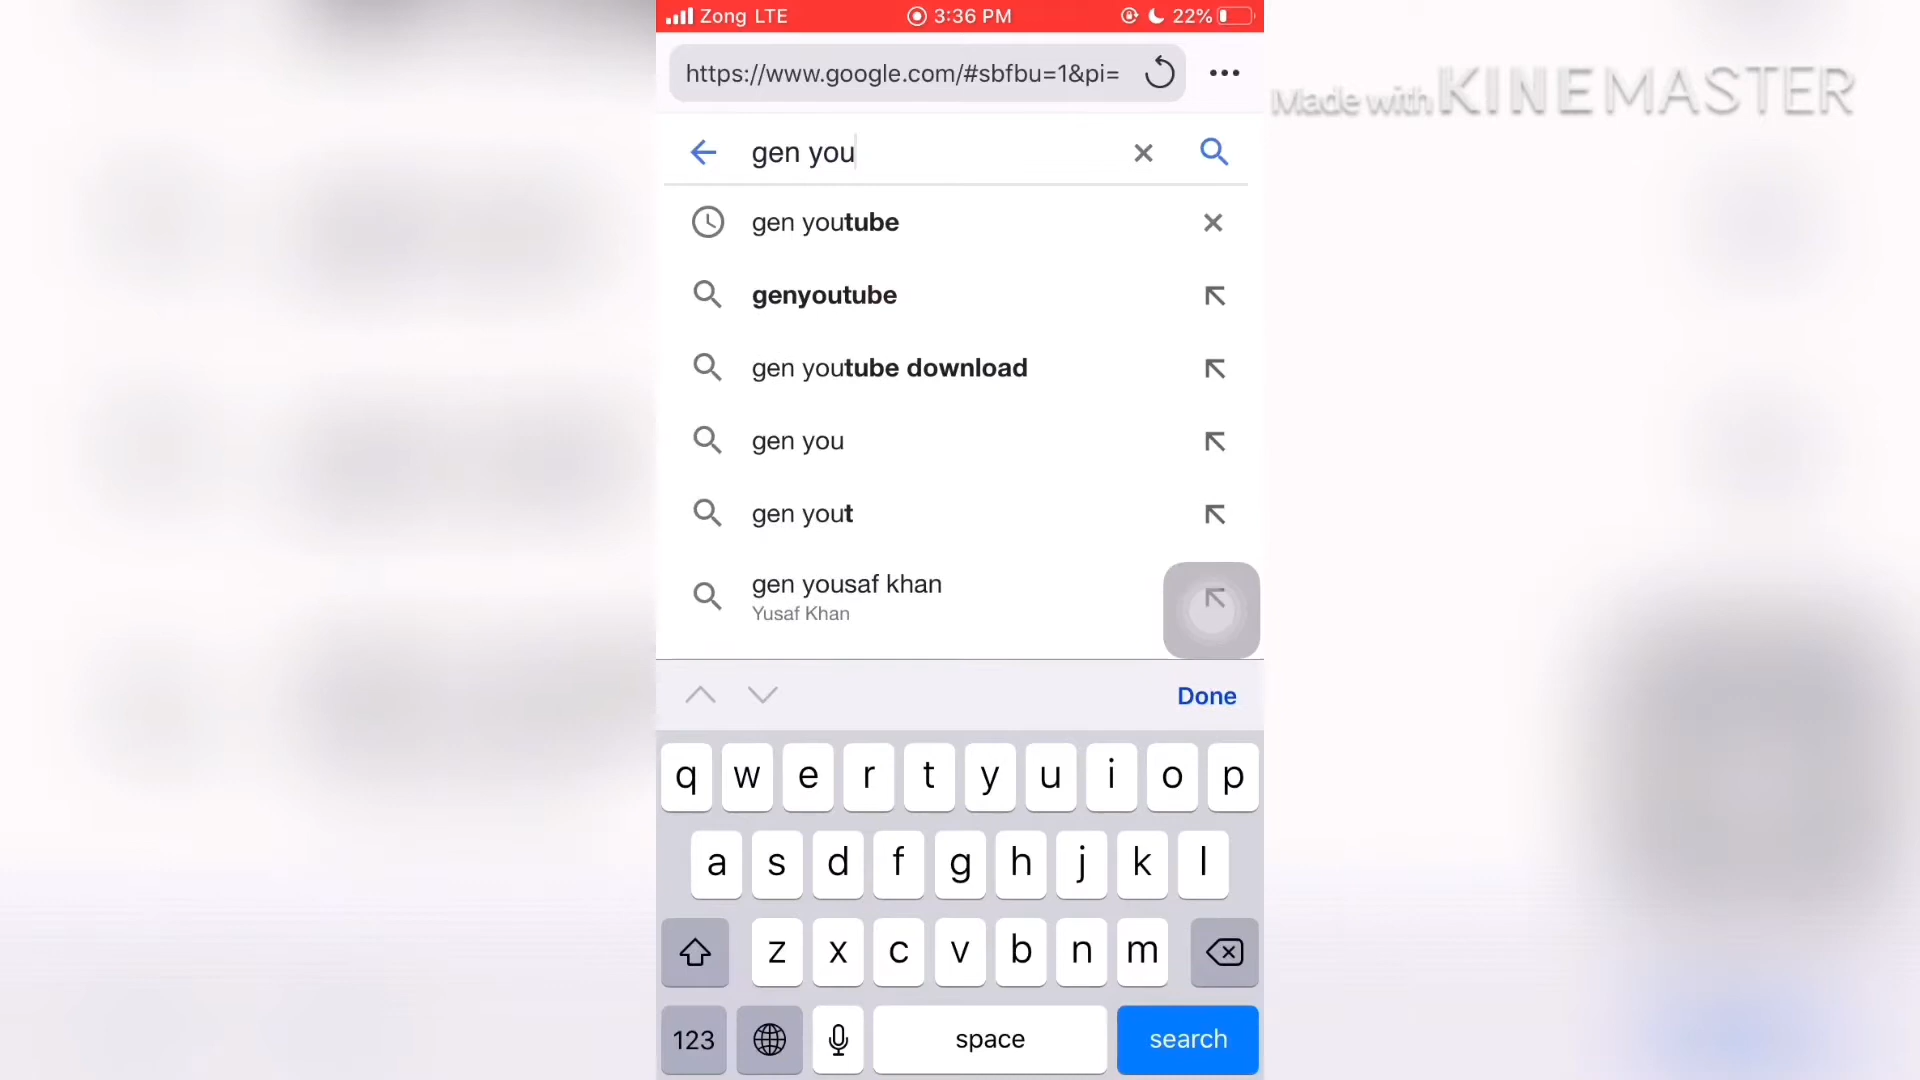 Zong LTE 3:36 PM 22%
https://www.google.com/#sbfbu=1&pi=
Made with KINEMASTER
gen you
gen youtube
genyoutube
gen youtube download
gen you
gen yout
gen yousaf khan
Yusaf Khan
Done
q w e r t y u i o p
a s d f g h j k l
z x c v b n m
123 space search